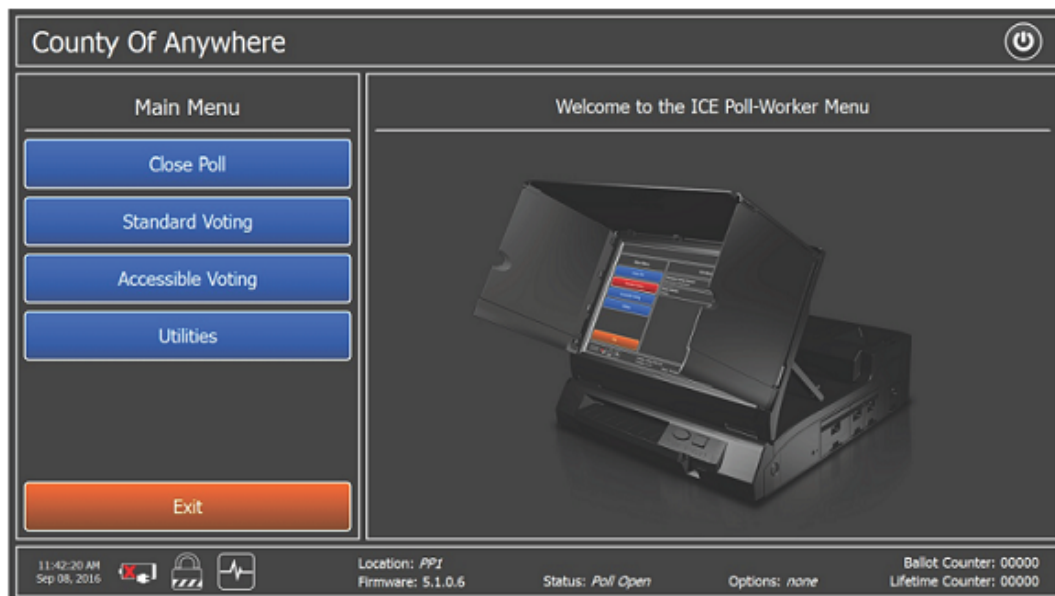 County Of Anywhere
Main Menu
Close Poll
Standard Voting
Accessible Voting
Utilities
Exit
Welcome to the ICE Poll-Worker Menu
11:42:20 AM
Sep 08, 2016
Location: PP1
Firmware: 5.1.0.6
Status: Poll Open
Options: none
Ballot Counter: 00000
Lifetime Counter: 00000